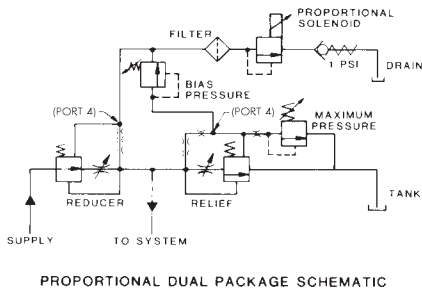 PROPORTIONAL
SOLENOID
FILTER
1 PSI
DRAIN
BIAS
PRESSURE
(PORT 4)
(PORT 4)
MAXIMUM
PRESSURE
REDUCER
RELIEF
TANK
SUPPLY
TO SYSTEM
PROPORTIONAL DUAL PACKAGE SCHEMATIC